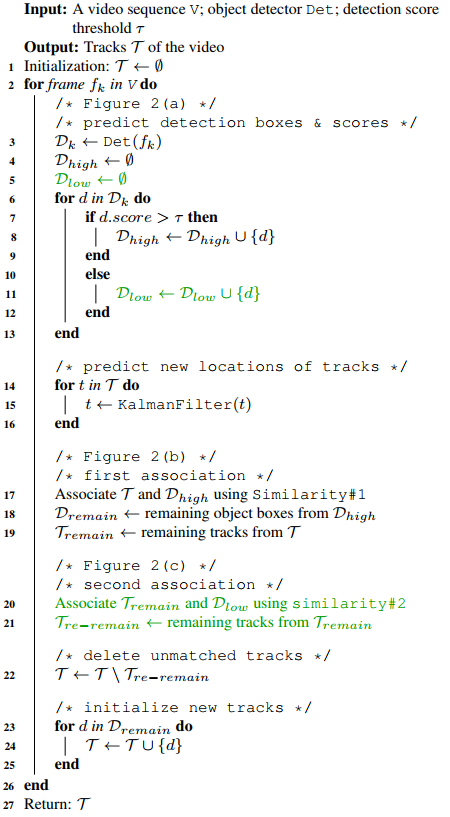 Input: A video sequence V; object detector Det; detection score
threshold τ
Output: Tracks 𝒯 of the video
1 Initialization: 𝒯 ← ∅
2 for frame f_k in V do
/* Figure 2(a) */
/* predict detection boxes & scores */
3 𝒟_k ← Det(f_k)
4 𝒟_high ← ∅
5 𝒟_low ← ∅
6 for d in 𝒟_k do
7 if d.score > τ then
8 𝒟_high ← 𝒟_high ∪ {d}
9 end
10 else
11 𝒟_low ← 𝒟_low ∪ {d}
12 end
13 end
/* predict new locations of tracks */
14 for t in 𝒯 do
15 t ← KalmanFilter(t)
16 end
/* Figure 2(b) */
/* first association */
17 Associate 𝒯 and 𝒟_high using Similarity#1
18 𝒟_remain ← remaining object boxes from 𝒟_high
19 𝒯_remain ← remaining tracks from 𝒯
/* Figure 2(c) */
/* second association */
20 Associate 𝒯_remain and 𝒟_low using similarity#2
21 𝒯_re−remain ← remaining tracks from 𝒯_remain
/* delete unmatched tracks */
22 𝒯 ← 𝒯 \ 𝒯_re−remain
/* initialize new tracks */
23 for d in 𝒟_remain do
24 𝒯 ← 𝒯 ∪ {d}
25 end
26 end
27 Return: 𝒯